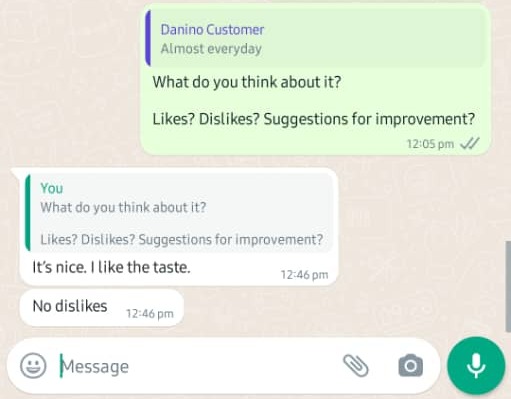 Danino Customer
Almost everyday
What do you think about it?
Likes? Dislikes? Suggestions for improvement?
12:05 pm
You
What do you think about it?
Likes? Dislikes? Suggestions for improvement?
It's nice. I like the taste.
12:46 pm
No dislikes
12:46 pm
Message